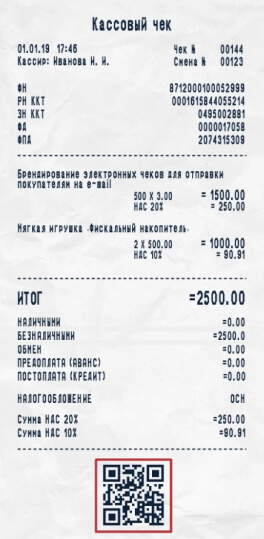 Кассовый чек
01.01.19 17:46 Чек № 00144
Кассир: Иванова И. И. Смена № 00123
ФН 8712000100052999
РН ККТ 0001615844055214
ЗН ККТ 0495002881
ФД 0000017058
ФПД 2074315309
Брендирование электронных чеков для отправки
покупателям на e-mail
500 X 3.00 = 1500.00
НДС 20% = 250.00
Мягкая игрушка «Фискальный накопитель»
2 X 500.00 = 1000.00
НДС 10% = 90.91
ИТОГ =2500.00
НАЛИЧНЫМИ =0.00
БЕЗНАЛИЧНЫМИ =2500.0
ОБМЕН =0.00
ПРЕДОПЛАТА (АВАНС) =0.00
ПОСТОПЛАТА (КРЕДИТ) =0.00
НАЛОГООБЛОЖЕНИЕ ОСН
Сумма НДС 20% =250.00
Сумма НДС 10% =90.91